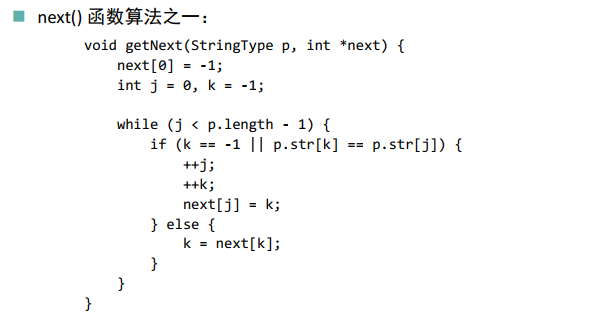 next() 函数算法之一：
void getNext(StringType p, int *next) {
    next[0] = -1;
    int j = 0, k = -1;

    while (j < p.length - 1) {
        if (k == -1 || p.str[k] == p.str[j]) {
            ++j;
            ++k;
            next[j] = k;
        } else {
            k = next[k];
        }
    }
}